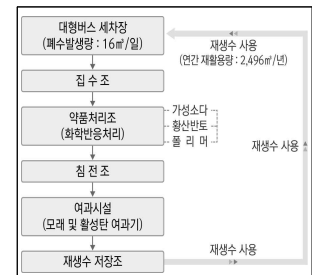 대형버스 세차장
(폐수발생량 : 16㎥/일)
재생수 사용
(연간 재활용량 : 2,496㎥/년)
집 수 조
약품처리조
(화학반응처리)
가성소다
황산반토
폴 리 머
재생수 사용
침 전 조
여과시설
(모래 및 활성탄 여과기)
재생수 사용
재생수 저장조